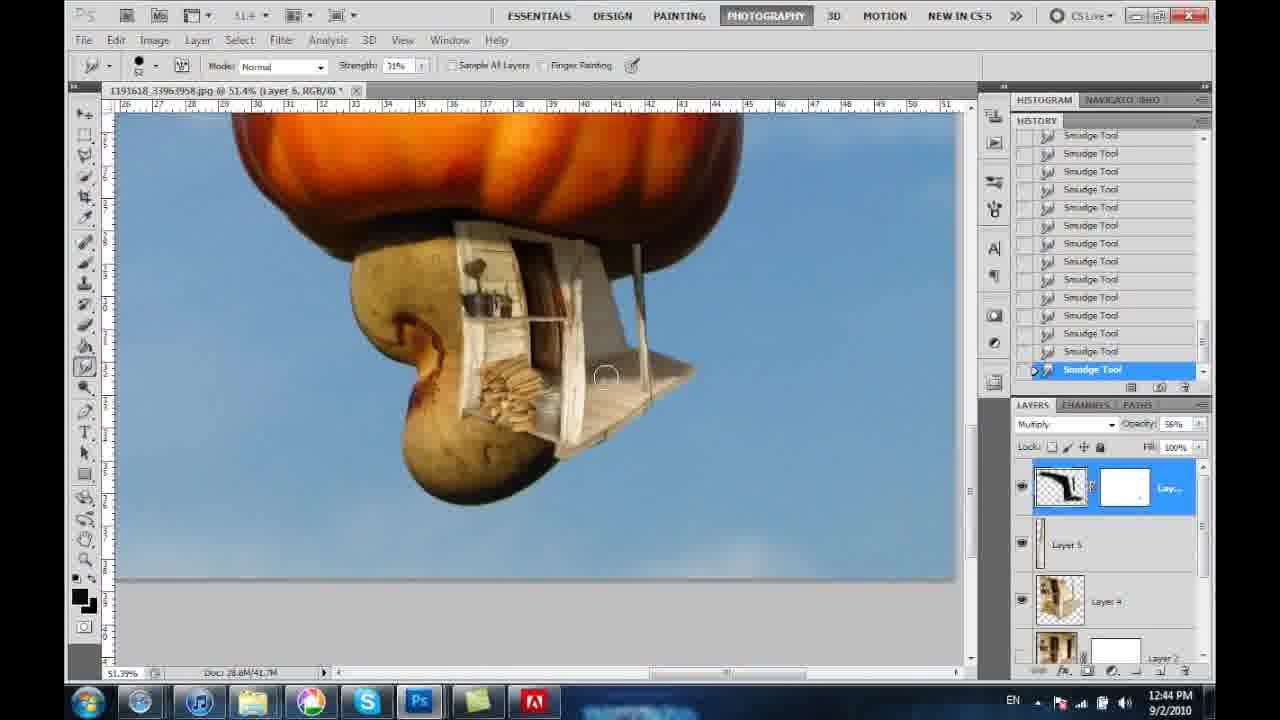 Ps Br Mb 51.4 ESSENTIALS DESIGN PAINTING PHOTOGRAPHY 3D MOTION NEW IN CS 5 CS Live
File Edit Image Layer Select Filter Analysis 3D View Window Help
52 Mode: Normal Strength: 31% Sample All Layers Finger Painting
1191618_33963958.jpg @ 51.4% (Layer 6, RGB/8) *
26 27 28 29 30 31 32 33 34 35 36 37 38 39 40 41 42 43 44 45 46 47 48 49 50 51
HISTOGRAM NAVIGATO
HISTORY
Smudge Tool
Smudge Tool
Smudge Tool
Smudge Tool
Smudge Tool
Smudge Tool
Smudge Tool
Smudge Tool
Smudge Tool
Smudge Tool
Smudge Tool
Smudge Tool
Smudge Tool
Smudge Tool
LAYERS CHANNELS PATHS
Multiply Opacity: 56%
Lock: Fill: 100%
Lay...
Layer 5
Layer 4
Layer 2
51.39% Doc: 28.8M/41.7M
EN 12:44 PM
9/2/2010